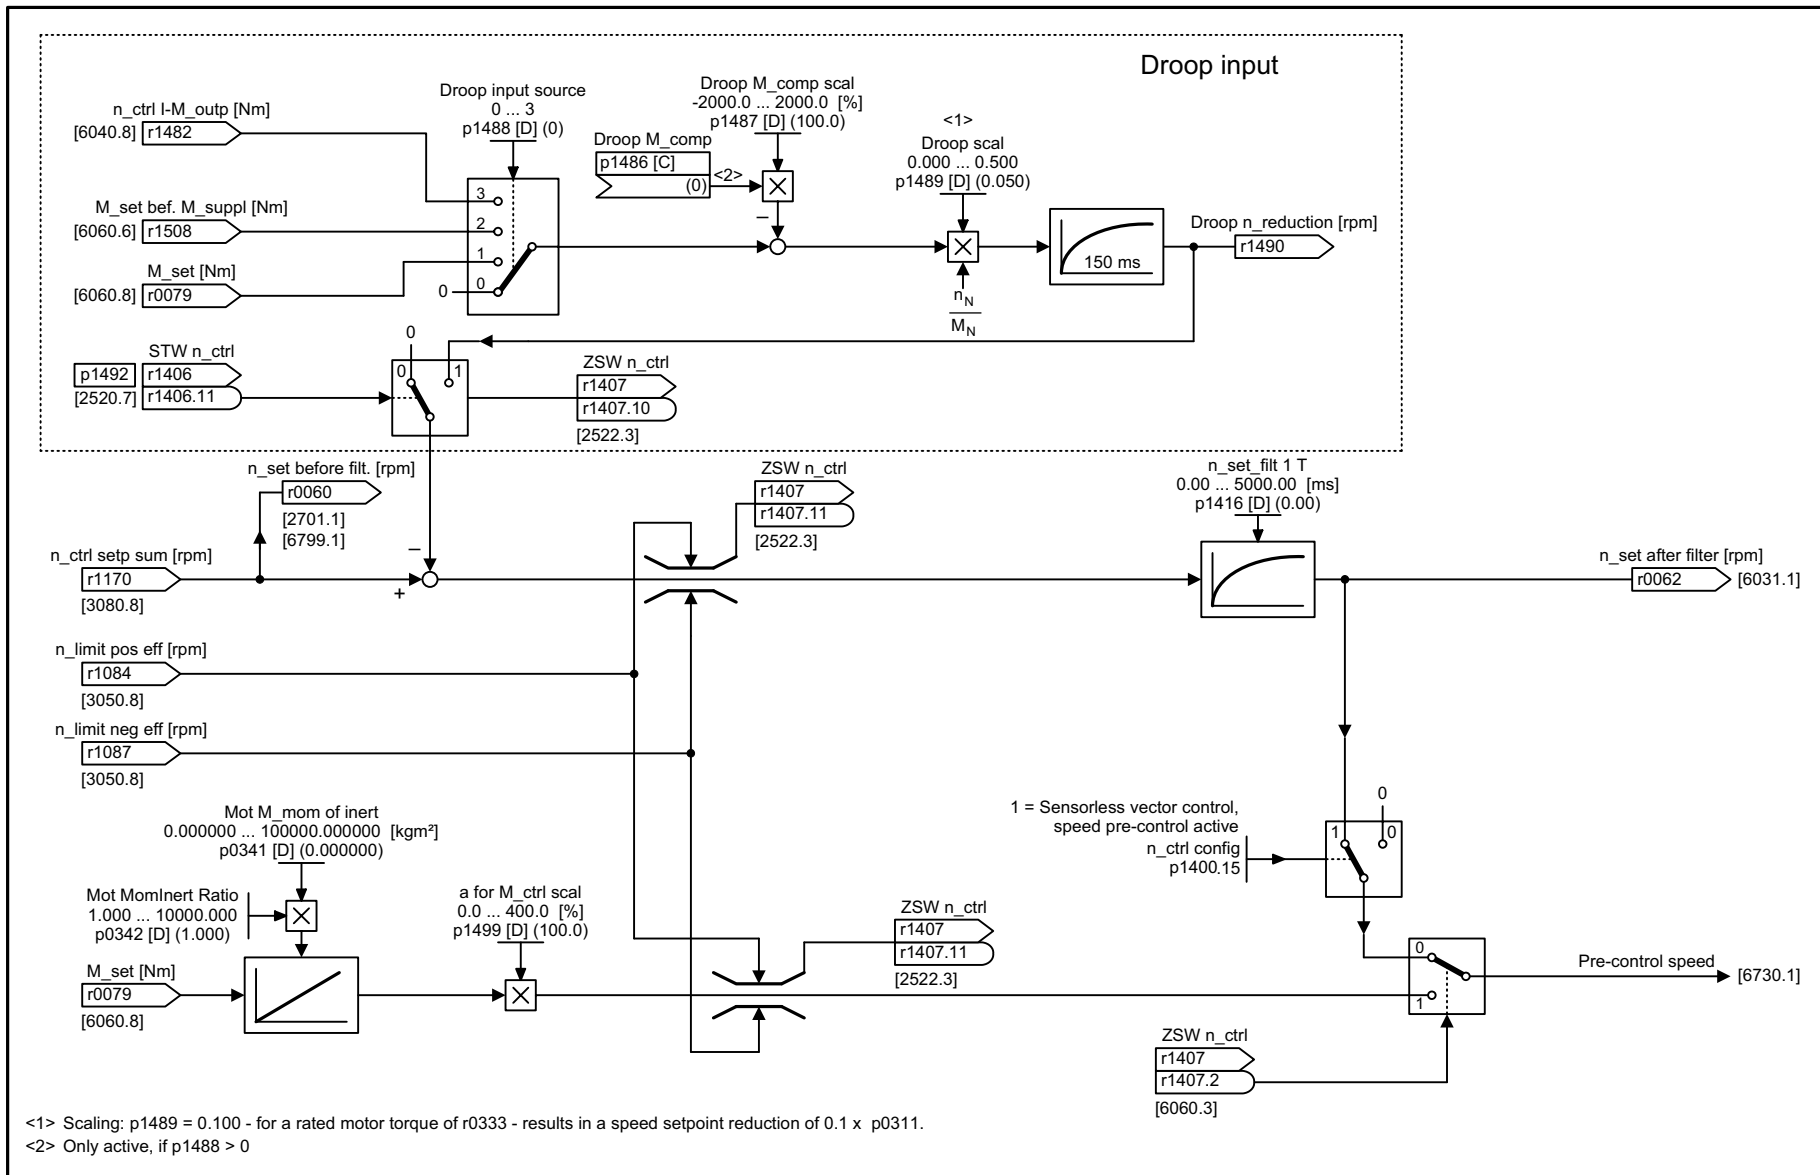 Droop input
n_ctrl I-M_outp [Nm]
[6040.8]
r1482
Droop input source
0 ... 3
p1488 [D] (0)
Droop M_comp scal
-2000.0 ... 2000.0 [%]
p1487 [D] (100.0)
Droop M_comp
p1486 [C]
(0)
<2>
<1>
Droop scal
0.000 ... 0.500
p1489 [D] (0.050)
M_set bef. M_suppl [Nm]
[6060.6]
r1508
M_set [Nm]
[6060.8]
r0079
3
2
1
0
0
–
n_N
M_N
150 ms
Droop n_reduction [rpm]
r1490
STW n_ctrl
p1492
r1406
[2520.7]
r1406.11
0
0
1
ZSW n_ctrl
r1407
r1407.10
[2522.3]
n_set before filt. [rpm]
r0060
[2701.1]
[6799.1]
ZSW n_ctrl
r1407
r1407.11
[2522.3]
n_set_filt 1 T
0.00 ... 5000.00 [ms]
p1416 [D] (0.00)
n_ctrl setp sum [rpm]
r1170
[3080.8]
–
+
n_set after filter [rpm]
r0062
[6031.1]
n_limit pos eff [rpm]
r1084
[3050.8]
n_limit neg eff [rpm]
r1087
[3050.8]
1 = Sensorless vector control,
speed pre-control active
n_ctrl config
p1400.15
0
1
0
Mot M_mom of inert
0.000000 ... 100000.000000 [kgm²]
p0341 [D] (0.000000)
Mot MomInert Ratio
1.000 ... 10000.000
p0342 [D] (1.000)
a for M_ctrl scal
0.0 ... 400.0 [%]
p1499 [D] (100.0)
M_set [Nm]
r0079
[6060.8]
ZSW n_ctrl
r1407
r1407.11
[2522.3]
0
1
Pre-control speed
[6730.1]
ZSW n_ctrl
r1407
r1407.2
[6060.3]
<1> Scaling: p1489 = 0.100 - for a rated motor torque of r0333 - results in a speed setpoint reduction of 0.1 x p0311.
<2> Only active, if p1488 > 0